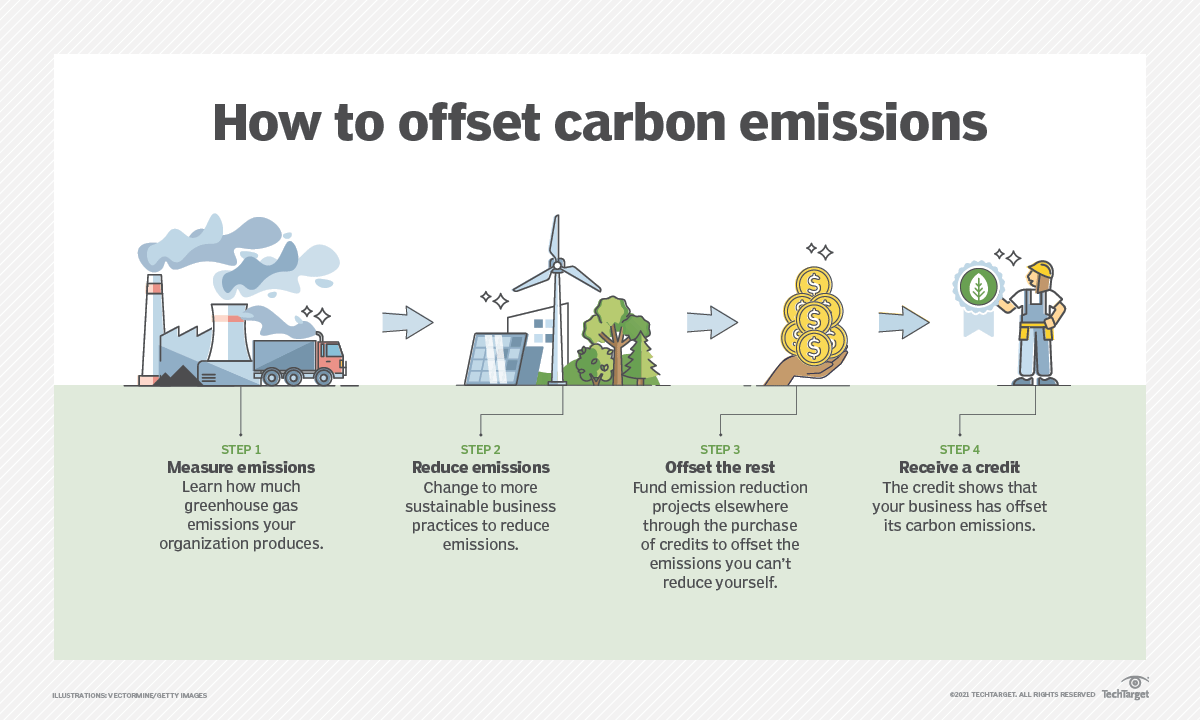 How to offset carbon emissions
$
$
$
STEP 1
Measure emissions
Learn how much
greenhouse gas
emissions your
organization produces.
STEP 2
Reduce emissions
Change to more
sustainable business
practices to reduce
emissions.
STEP 3
Offset the rest
Fund emission reduction
projects elsewhere
through the purchase
of credits to offset the
emissions you can't
reduce yourself.
STEP 4
Receive a credit
The credit shows that
your business has offset
its carbon emissions.
ILLUSTRATIONS: VECTORMINE/GETTY IMAGES
©2021 TECHTARGET. ALL RIGHTS RESERVED TechTarget